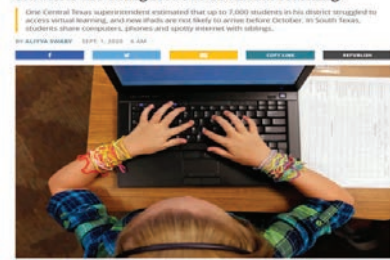 One Central Texas superintendent estimated that up to 7,000 students in his district struggled to
access virtual learning, and new iPads are not likely to arrive before October. In South Texas,
students share computers, phones and spotty internet with siblings.
BY ALIYYA SWABY SEPT. 1, 2020 6 AM
COPY LINK
REPUBLISH